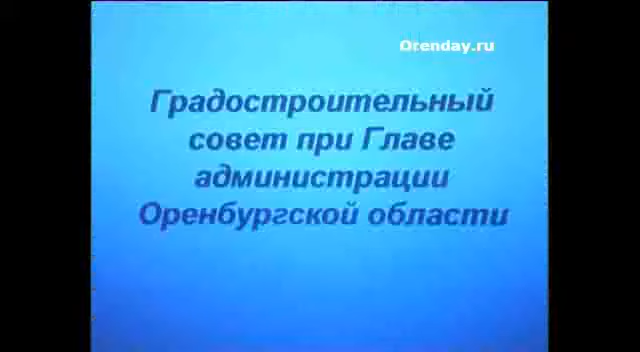 Orenday.ru
Градостроительный
совет при Главе
администрации
Оренбургской области